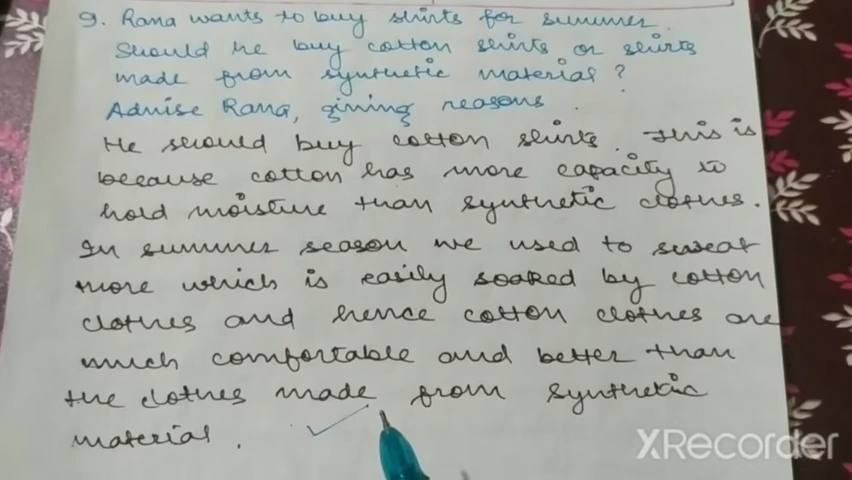 9. Rana wants to buy shirts for summer.
Should he buy cotton shirts or shirts
made from synthetic material?
Advise Rana, giving reasons.
He should buy cotton shirts. This is
because cotton has more capacity to
hold moisture than synthetic clothes.
In summer season we used to sweat
more which is easily soaked by cotton
clothes and hence cotton clothes are
much comfortable and better than
the clothes made from synthetic
material.
XRecorder